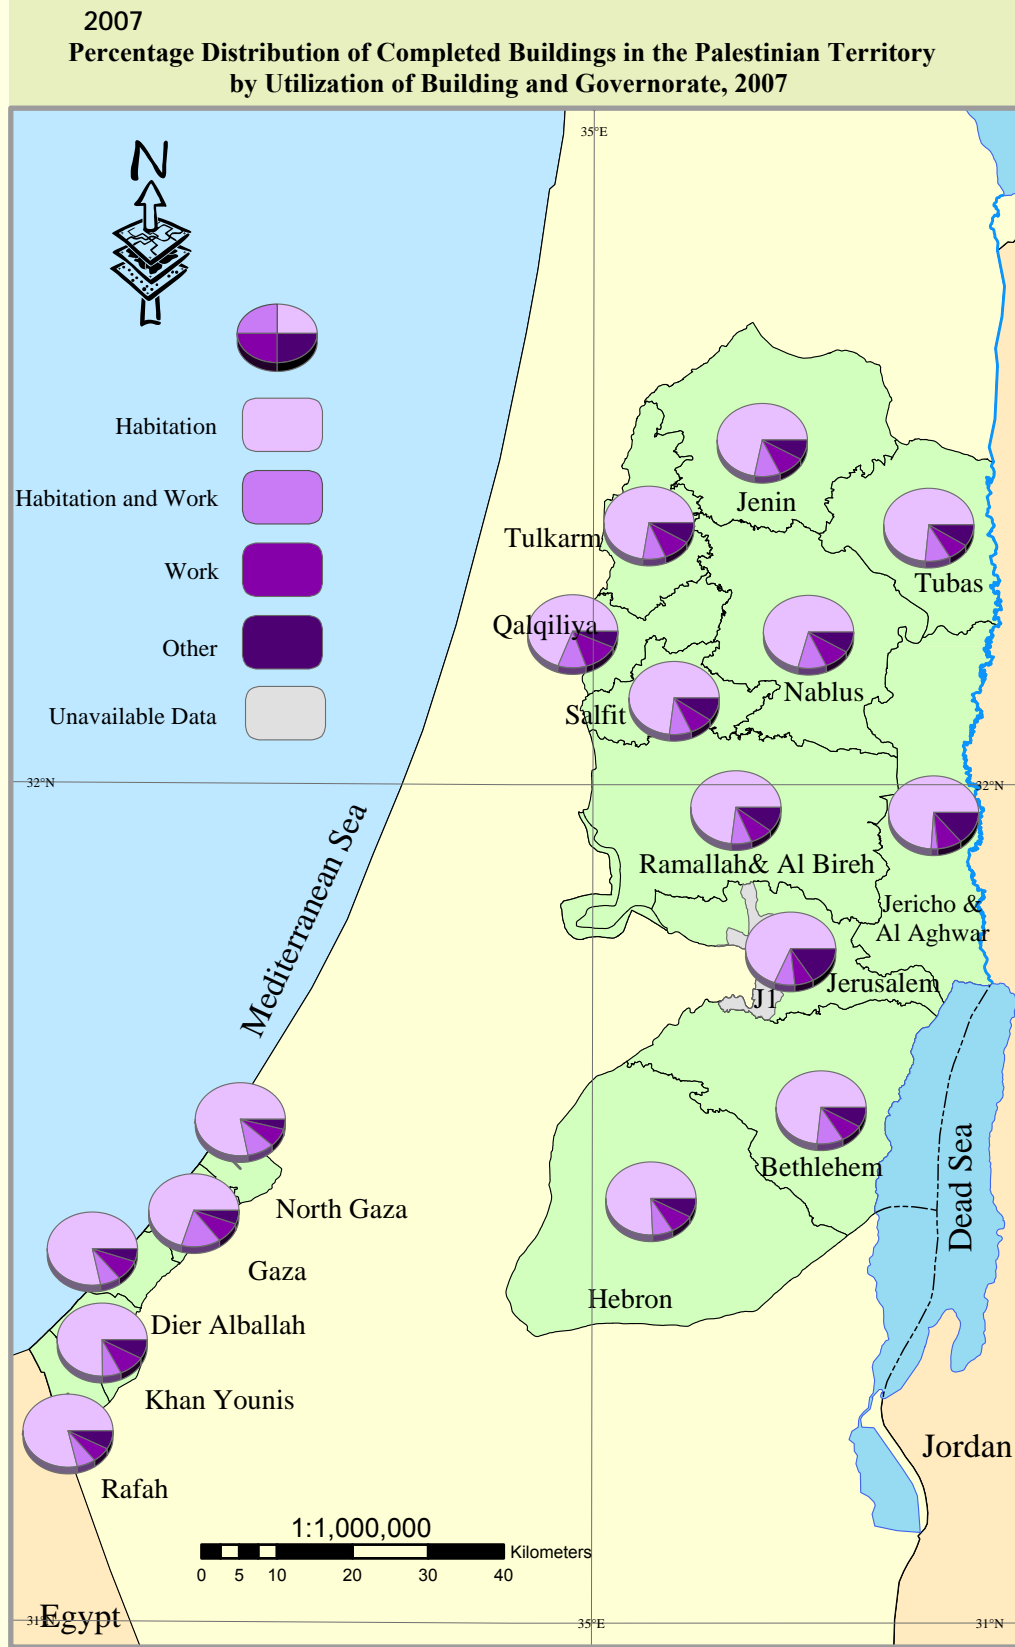 2007
Percentage Distribution of Completed Buildings in the Palestinian Territory
by Utilization of Building and Governorate, 2007
35°E
N
Habitation
Habitation and Work
Work
Other
Unavailable Data
Jenin
Tulkarm
Tubas
Qalqiliya
Nablus
Salfit
32°N
32°N
Mediterranean Sea
Ramallah& Al Bireh
Jericho &
Al Aghwar
Jerusalem
J1
Bethlehem
Dead Sea
North Gaza
Gaza
Hebron
Dier Alballah
Khan Younis
Jordan
Rafah
1:1,000,000
Kilometers
0 5 10 20 30 40
Egypt
31°N
35°E
31°N